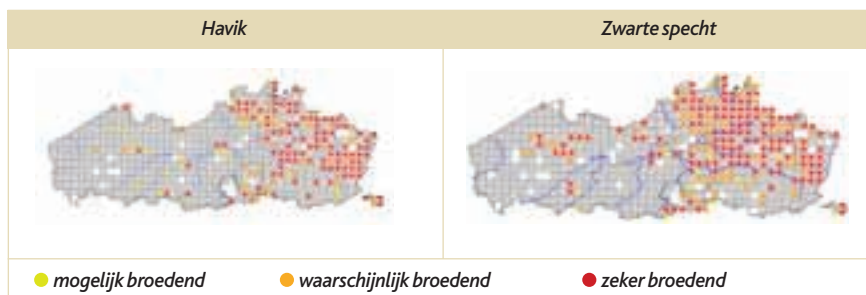 Havik
Zwarte specht
mogelijk broedend
waarschijnlijk broedend
zeker broedend